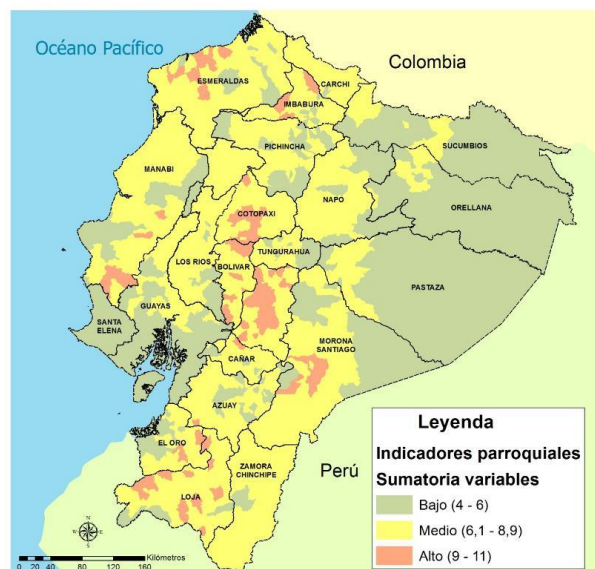 Océano Pacífico
Colombia
ESMERALDAS
CARCHI
IMBABURA
SUCUMBIOS
PICHINCHA
MANABI
NAPO
ORELLANA
COTOPAXI
LOS RIOS
BOLIVAR
TUNGURAHUA
PASTAZA
GUAYAS
SANTA
ELENA
MORONA
SANTIAGO
CAÑAR
AZUAY
EL ORO
ZAMORA
CHINCHIPE
LOJA
Perú
Leyenda
Indicadores parroquiales
Sumatoria variables
Bajo (4 - 6)
Medio (6,1 - 8,9)
Alto (9 - 11)
Kilómetros
0 20 40 80 120 160